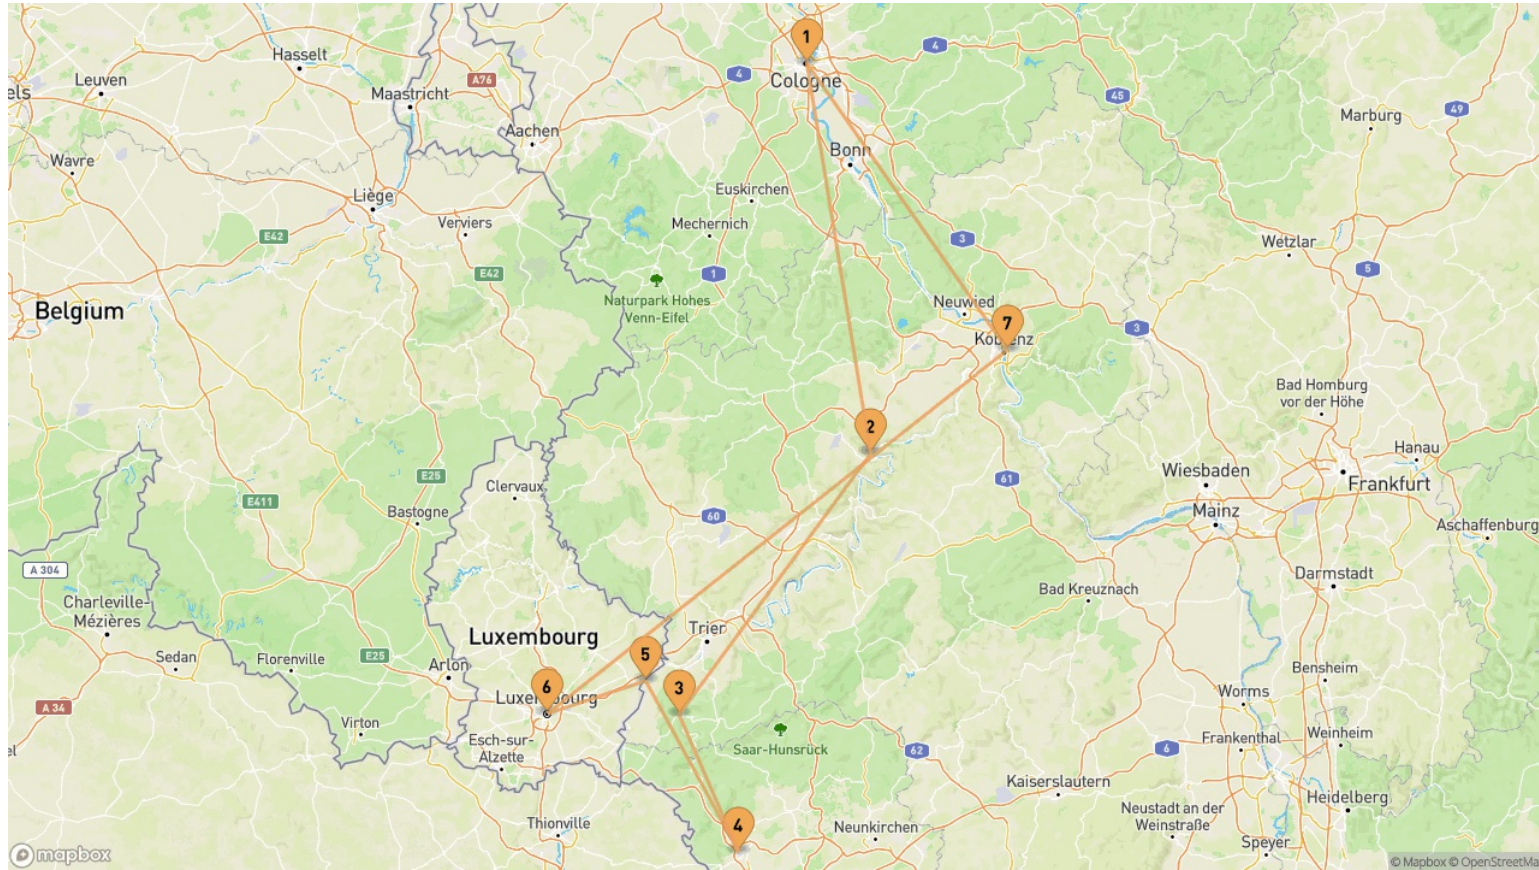 1
4
Hasselt
Leuven
A76
4
Cologne
els
Maastricht
45
49
Marburg
Aachen
Bonn
Wavre
Liège
Euskirchen
Verviers
Mechernich
E42
3
Wetzlar
E42
1
5
Naturpark Hohes
Venn-Eifel
Belgium
Neuwied
7
3
Koblenz
Bad Homburg
vor der Höhe
2
Hanau
Wiesbaden
E25
61
Frankfurt
Clervaux
E411
Bastogne
60
Mainz
Aschaffenburg
A 304
Darmstadt
Bad Kreuznach
Charleville-
Mézières
Trier
Luxembourg
Sedan
Florenville
E25
Arlon
5
Bensheim
6
3
Luxembourg
Worms
A 34
Virton
el
Esch-sur-
Alzette
Saar-Hunsrück
62
6
Frankenthal
Weinheim
Kaiserslautern
Heidelberg
Thionville
4
Neunkirchen
Neustadt an der
Weinstraße
Speyer
mapbox
© Mapbox © OpenStreetMa